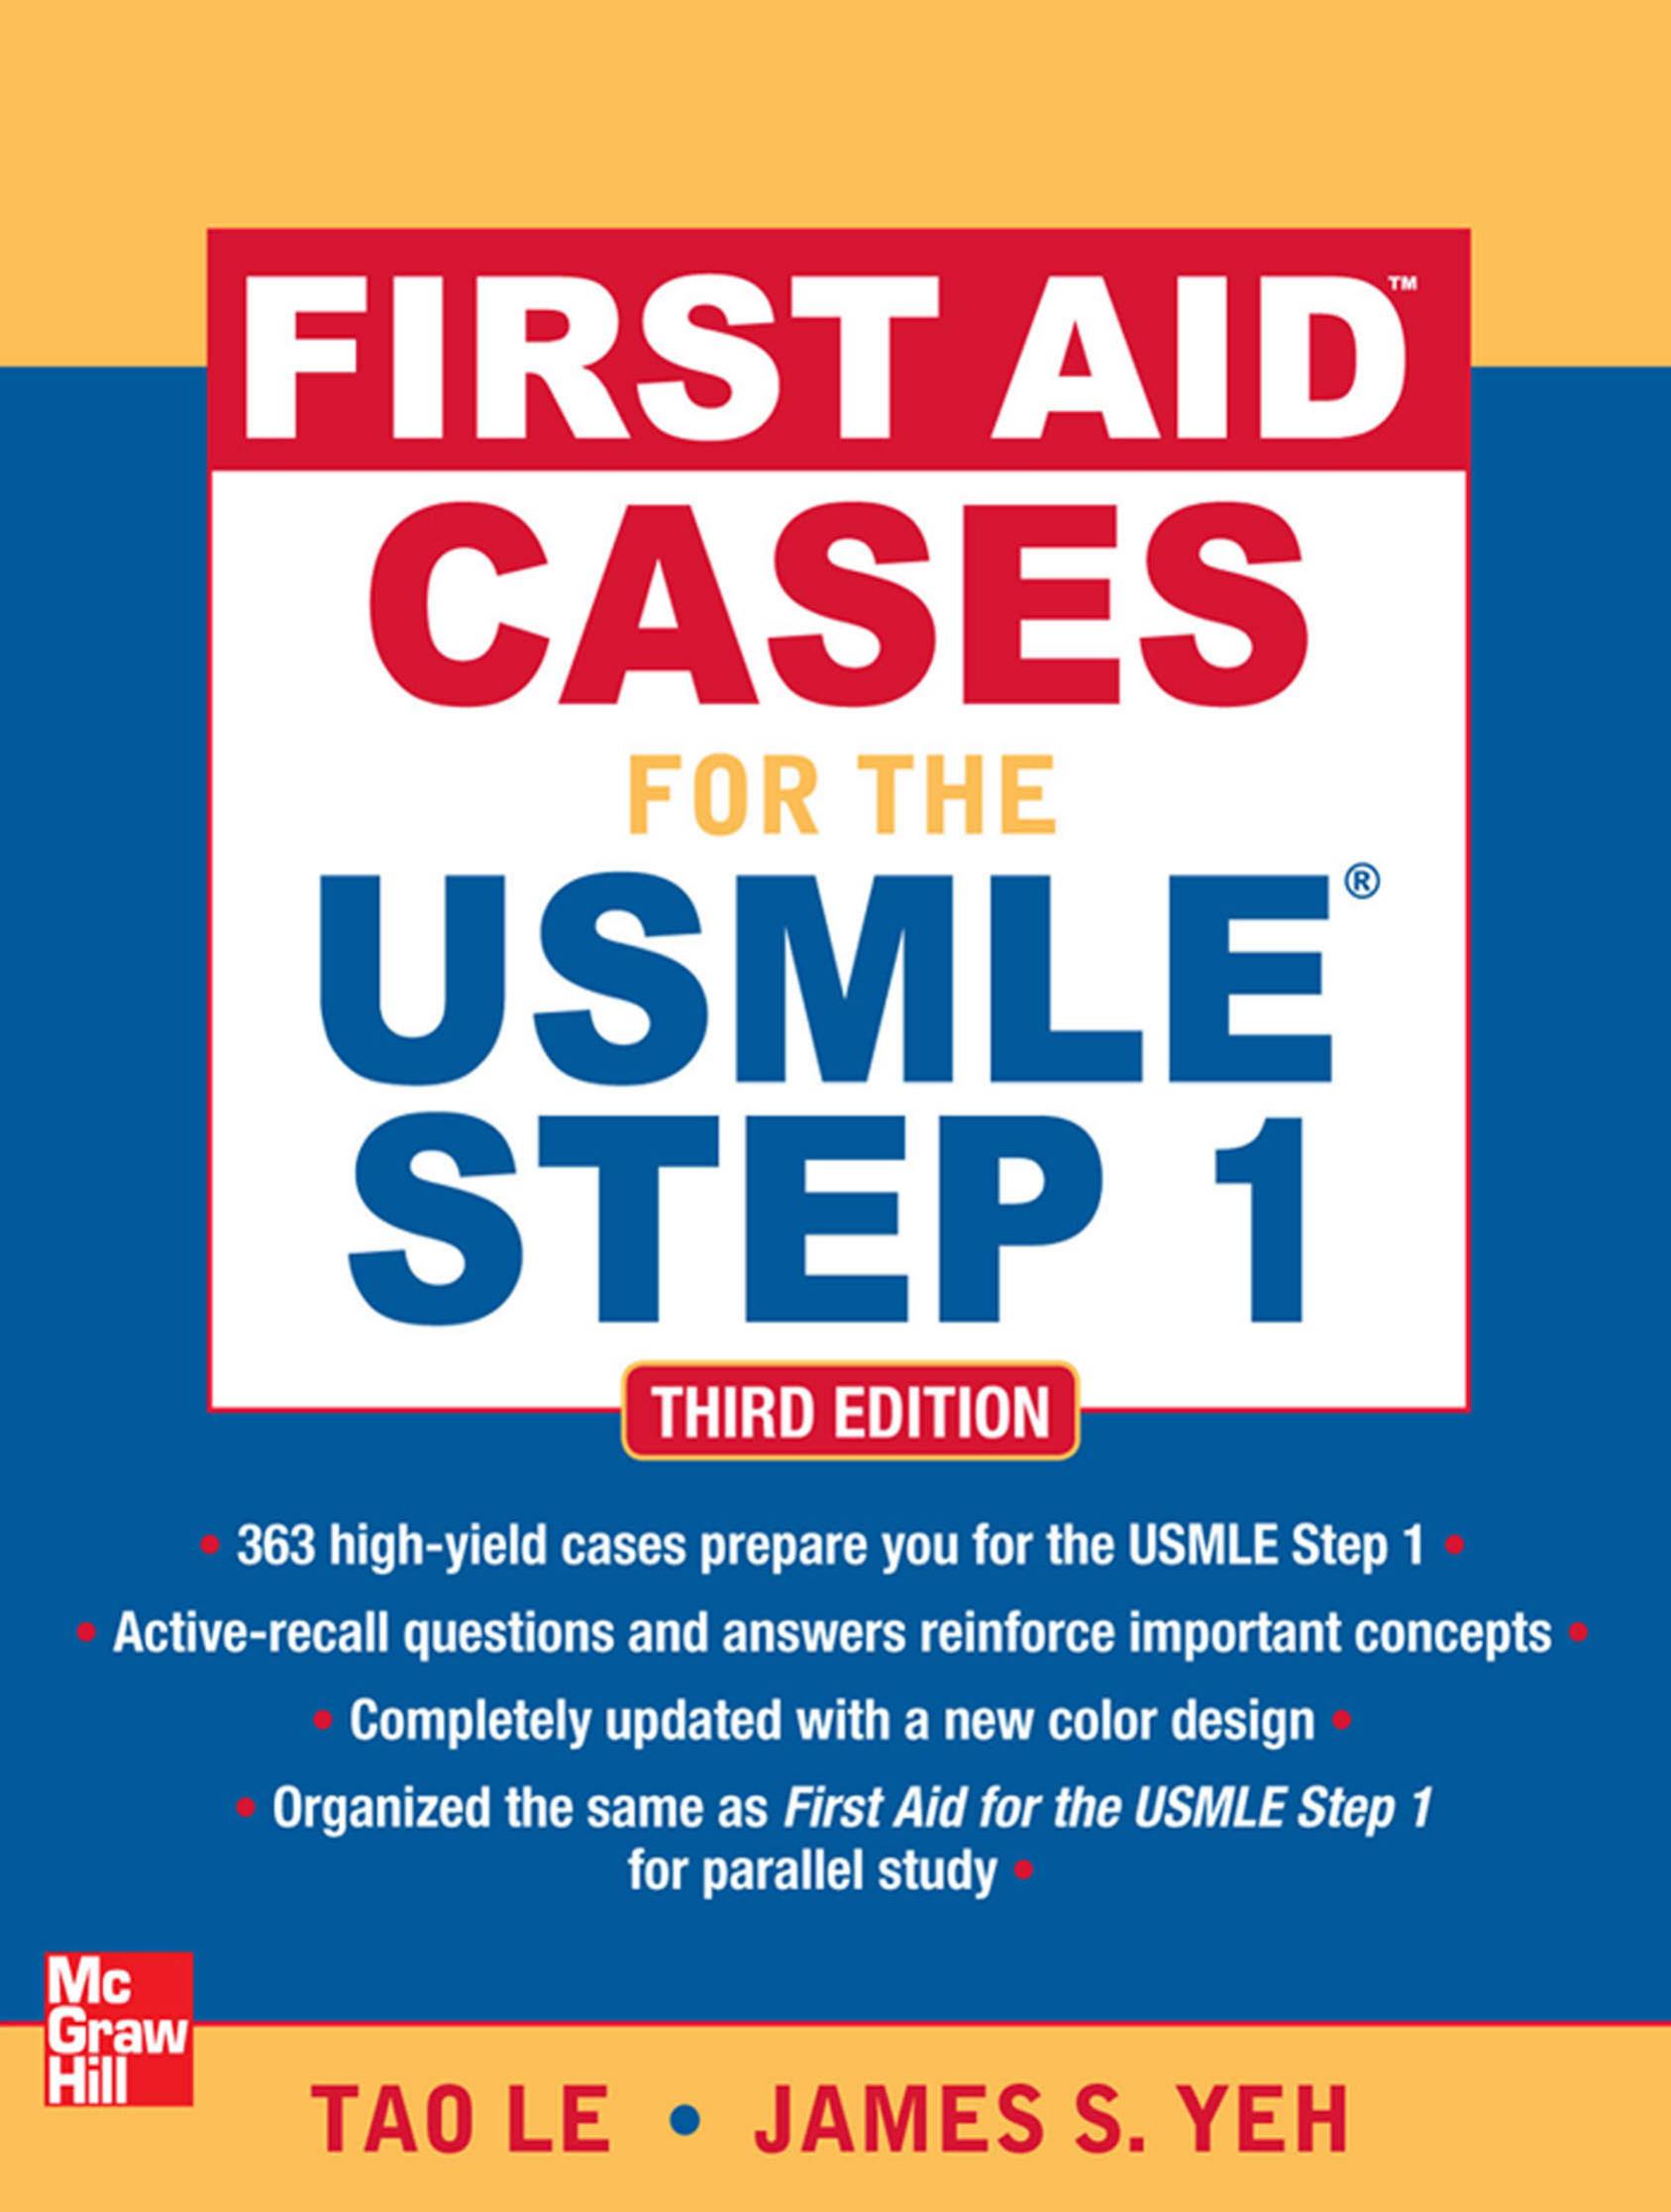 FIRST AID™
CASES
FOR THE
USMLE®
STEP 1
THIRD EDITION
• 363 high-yield cases prepare you for the USMLE Step 1 •
• Active-recall questions and answers reinforce important concepts •
• Completely updated with a new color design •
• Organized the same as First Aid for the USMLE Step 1
for parallel study •
Mc
Graw
Hill
TAO LE • JAMES S. YEH